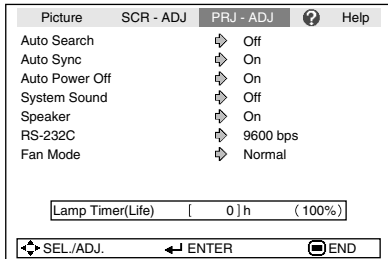 Picture SCR - ADJ PRJ - ADJ ? Help
Auto Search Off
Auto Sync On
Auto Power Off On
System Sound Off
Speaker On
RS-232C 9600 bps
Fan Mode Normal
Lamp Timer(Life) [ 0 ] h ( 100% )
SEL./ADJ. ENTER END